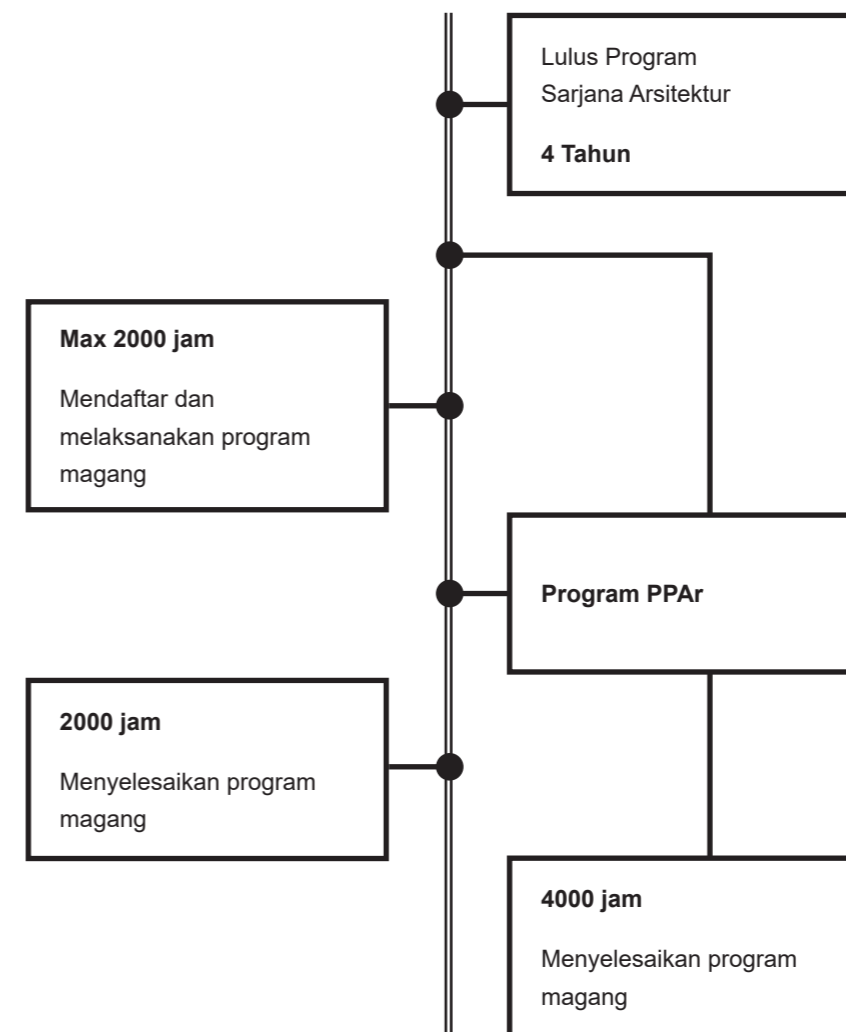 Lulus Program
Sarjana Arsitektur
4 Tahun
Max 2000 jam
Mendaftar dan
melaksanakan program
magang
Program PPAr
2000 jam
Menyelesaikan program
magang
4000 jam
Menyelesaikan program
magang